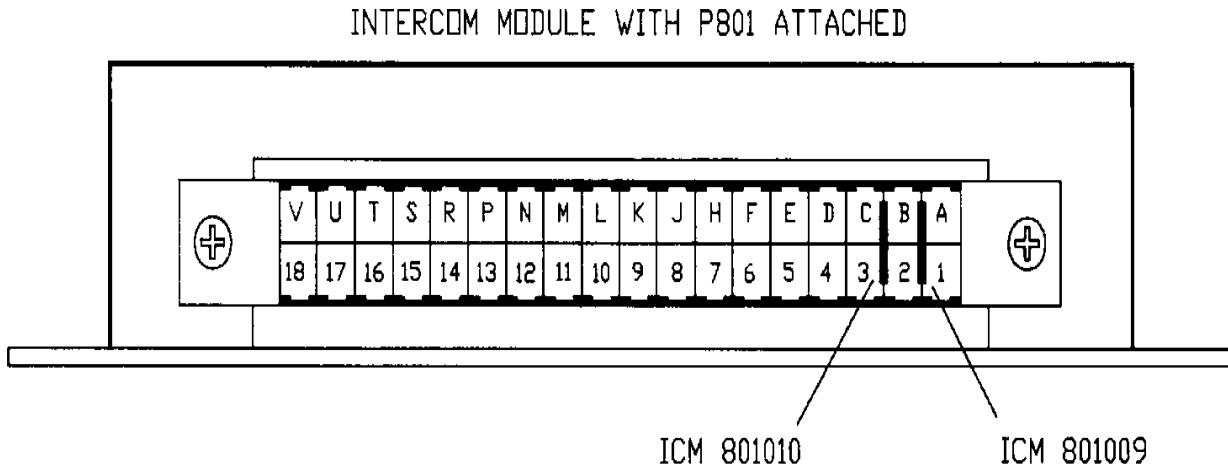 INTERCOM MODULE WITH P801 ATTACHED
V U T S R P N M L K J H F E D C B A
18 17 16 15 14 13 12 11 10 9 8 7 6 5 4 3 2 1
ICM 801010 ICM 801009